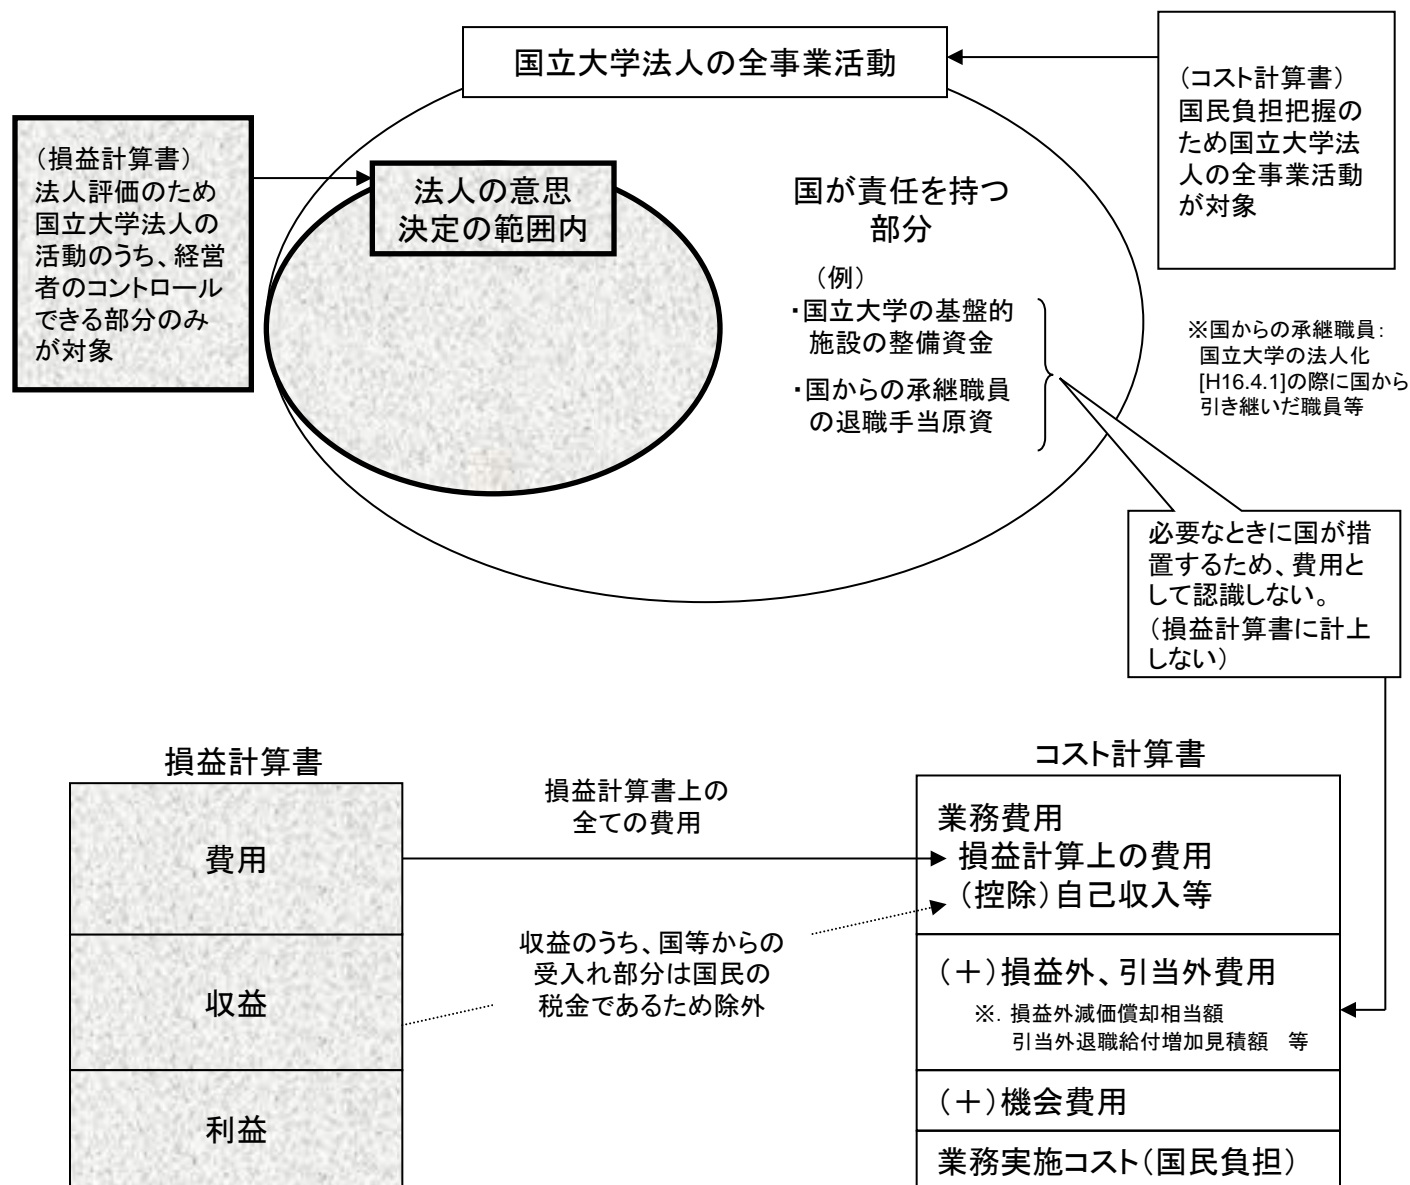 国立大学法人の全事業活動
（コスト計算書）
国民負担把握の
ため国立大学法
人の全事業活動
が対象
（損益計算書）
法人評価のため
国立大学法人の
活動のうち、経営
者のコントロール
できる部分のみ
が対象
法人の意思
決定の範囲内
国が責任を持つ
部分
（例）
・国立大学の基盤的
施設の整備資金
・国からの承継職員
の退職手当原資
※国からの承継職員：
国立大学の法人化
[H16.4.1]の際に国から
引き継いだ職員等
必要なときに国が措
置するため、費用と
して認識しない。
（損益計算書に計上
しない）
損益計算書
費用
収益
利益
損益計算書上の
全ての費用
収益のうち、国等からの
受入れ部分は国民の
税金であるため除外
コスト計算書
業務費用
損益計算上の費用
（控除）自己収入等
（＋）損益外、引当外費用
※．損益外減価償却相当額
引当外退職給付増加見積額　等
（＋）機会費用
業務実施コスト（国民負担）